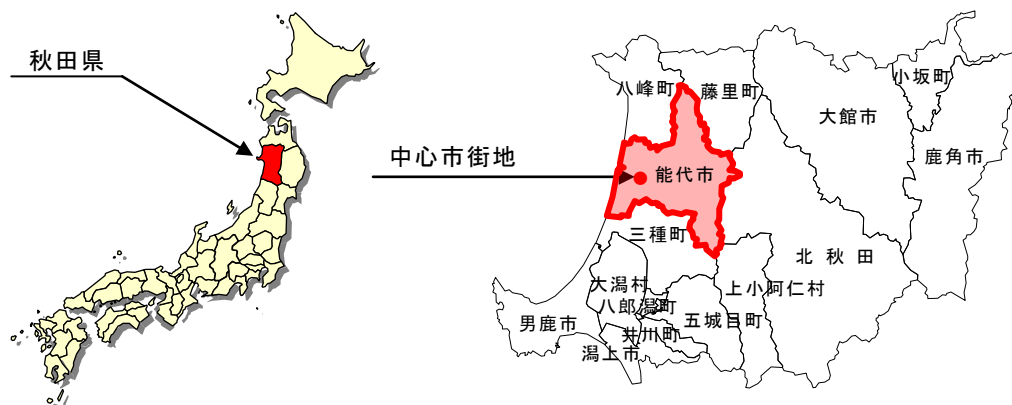 秋田県
中心市街地
八峰町
藤里町
小坂町
大館市
鹿角市
能代市
三種町
北秋田
大潟村
上小阿仁村
八郎潟町
男鹿市
五城目町
井川町
潟上市